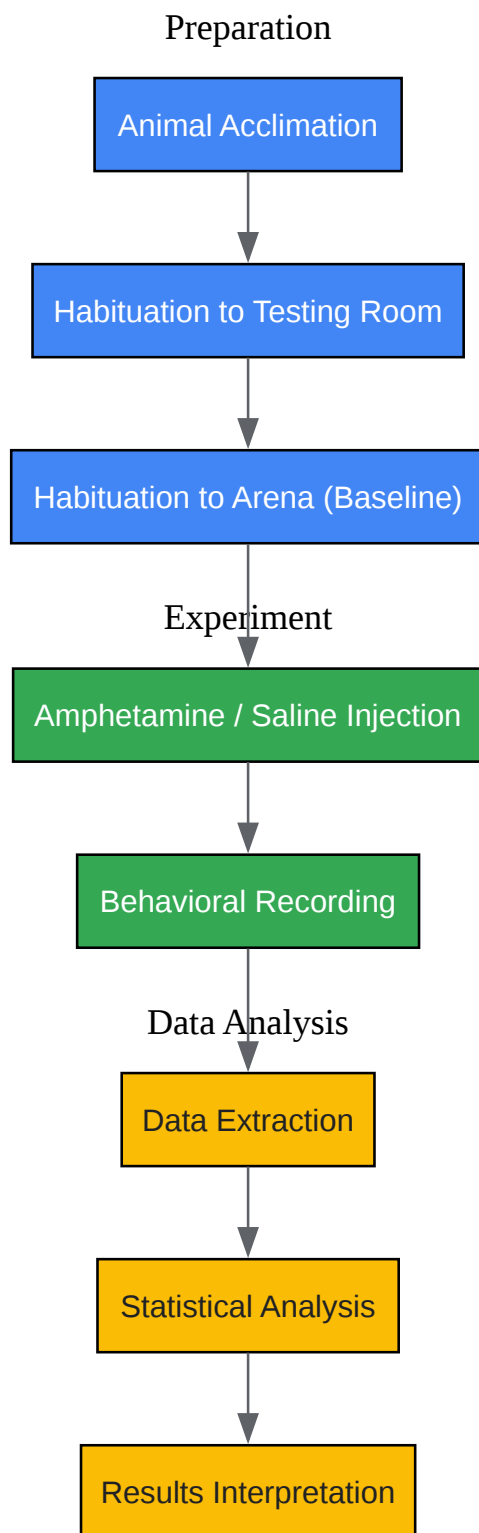 Preparation
Animal Acclimation
Habituation to Testing Room
Habituation to Arena (Baseline)
Experiment
Amphetamine / Saline Injection
Behavioral Recording
Data Analysis
Data Extraction
Statistical Analysis
Results Interpretation